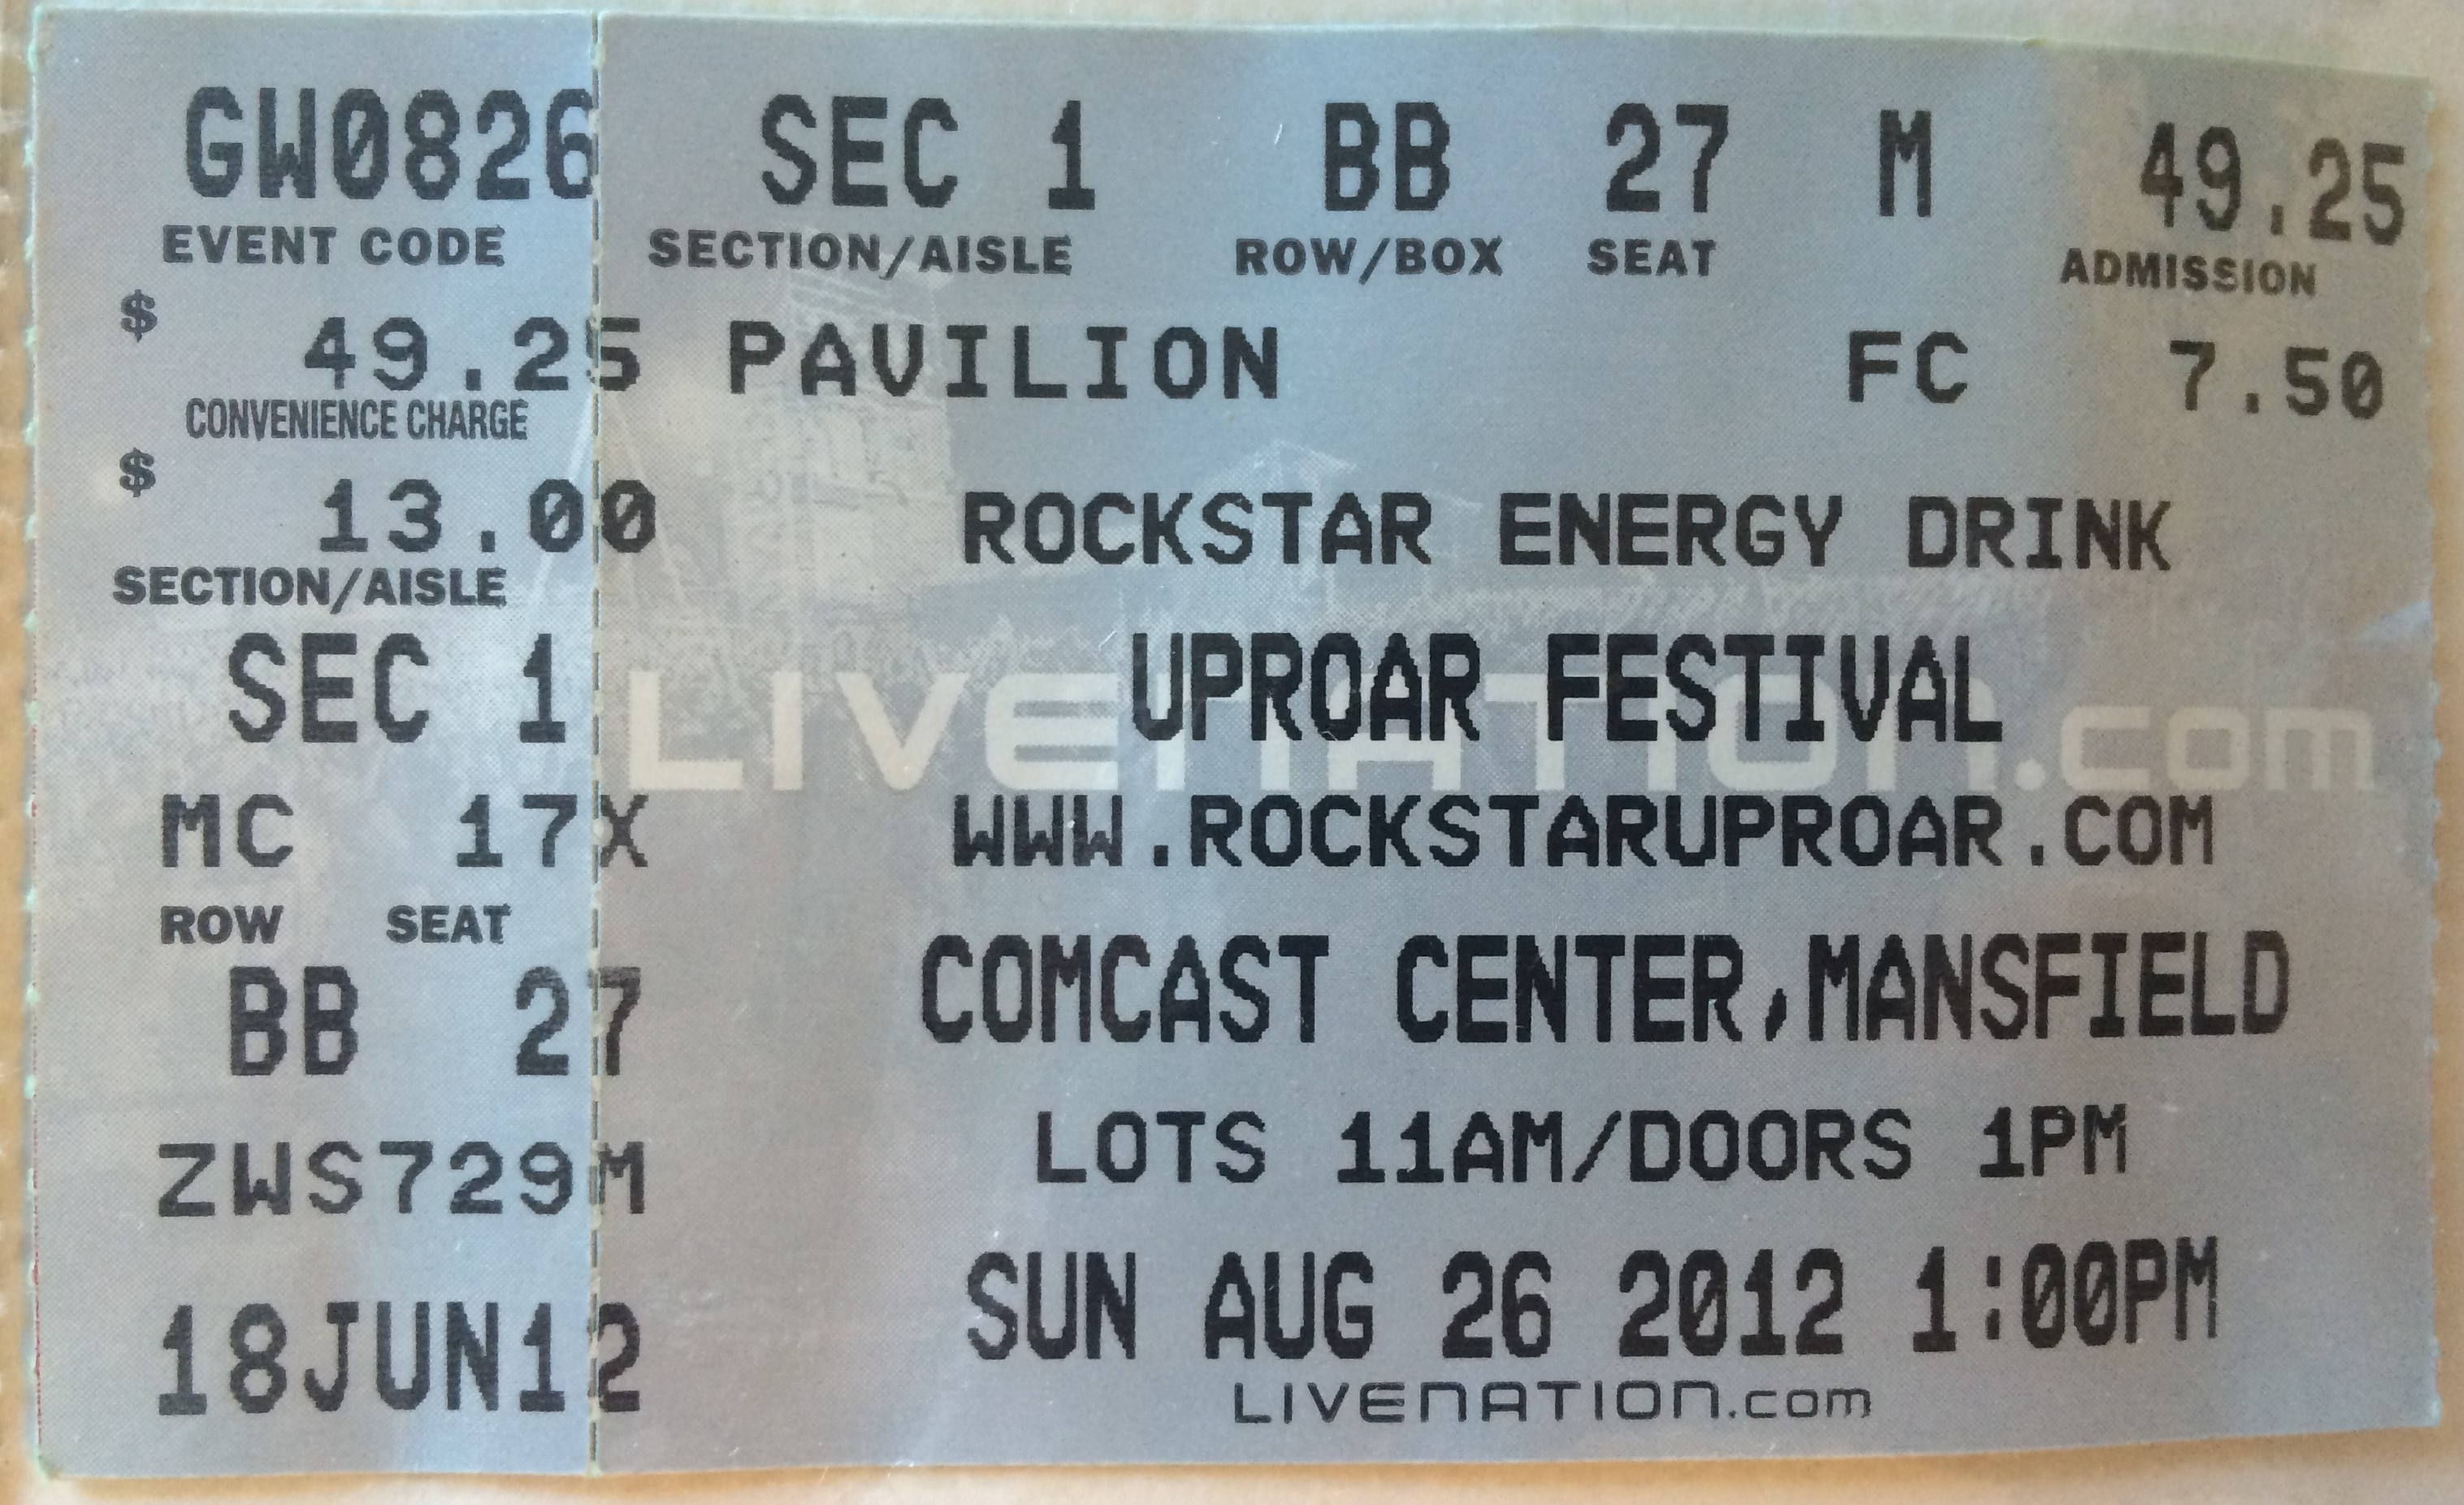 GW0826
EVENT CODE
$
49.25
CONVENIENCE CHARGE
$
13.00
SECTION/AISLE
SEC 1
MC 17X
ROW SEAT
BB 27
ZWS729M
18JUN12
SEC 1 BB 27 M 49.25
SECTION/AISLE ROW/BOX SEAT ADMISSION
PAVILION FC 7.50
ROCKSTAR ENERGY DRINK
UPROAR FESTIVAL
LIVENATION.com
WWW.ROCKSTARUPROAR.COM
COMCAST CENTER,MANSFIELD
LOTS 11AM/DOORS 1PM
SUN AUG 26 2012 1:00PM
LIVENATION.com